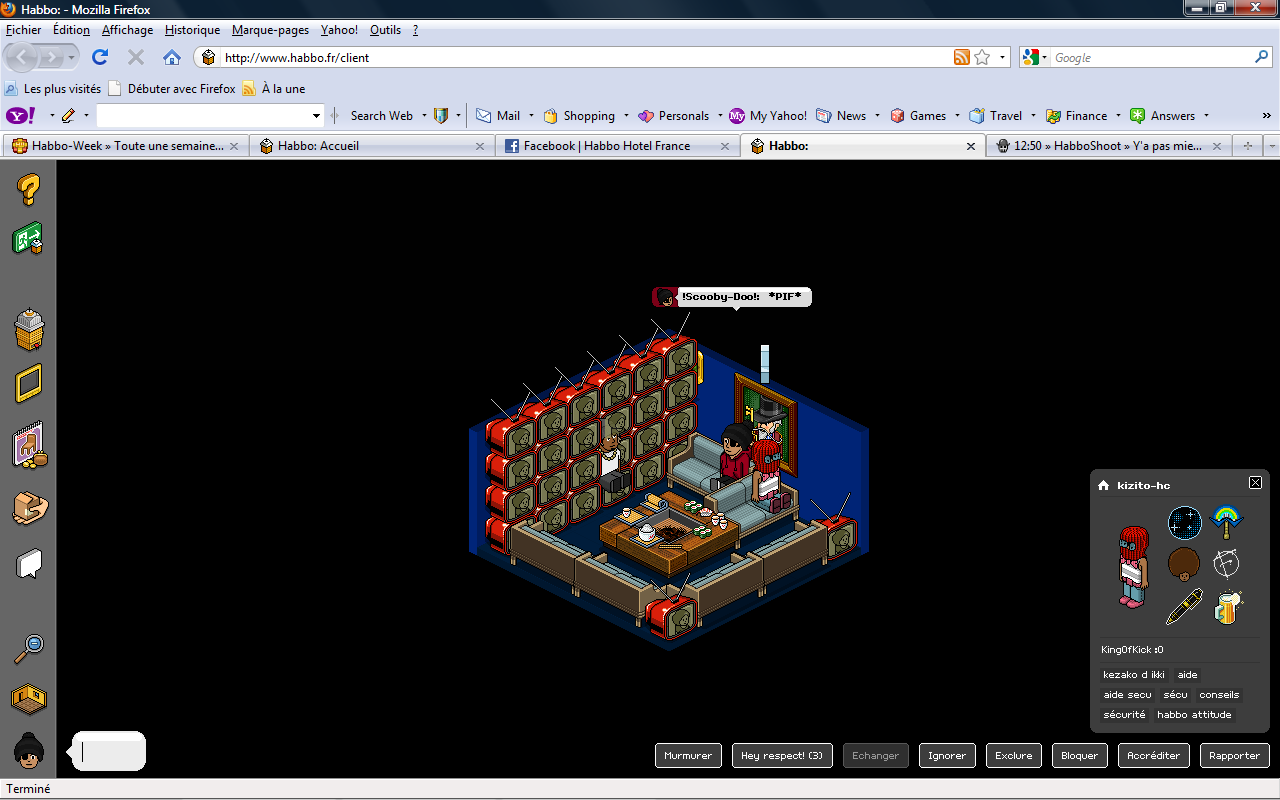 Habbo: - Mozilla Firefox
Fichier Édition Affichage Historique Marque-pages Yahoo! Outils ?
http://www.habbo.fr/client
Google
Les plus visités Débuter avec Firefox À la une
Y! Search Web Mail Shopping Personals My Yahoo! News Games Travel Finance Answers »
Habbo-Week » Toute une semaine... Habbo: Accueil Facebook | Habbo Hotel France Habbo: 12:50 » HabboShoot » Y'a pas mie...
!Scooby-Doo!: *PIF*
kizito-hc
KingOfKick :0
kezako d ikki aide
aide secu sécu conseils
sécurité habbo attitude
Murmurer Hey respect! (3) Echanger Ignorer Exclure Bloquer Accréditer Rapporter
Terminé